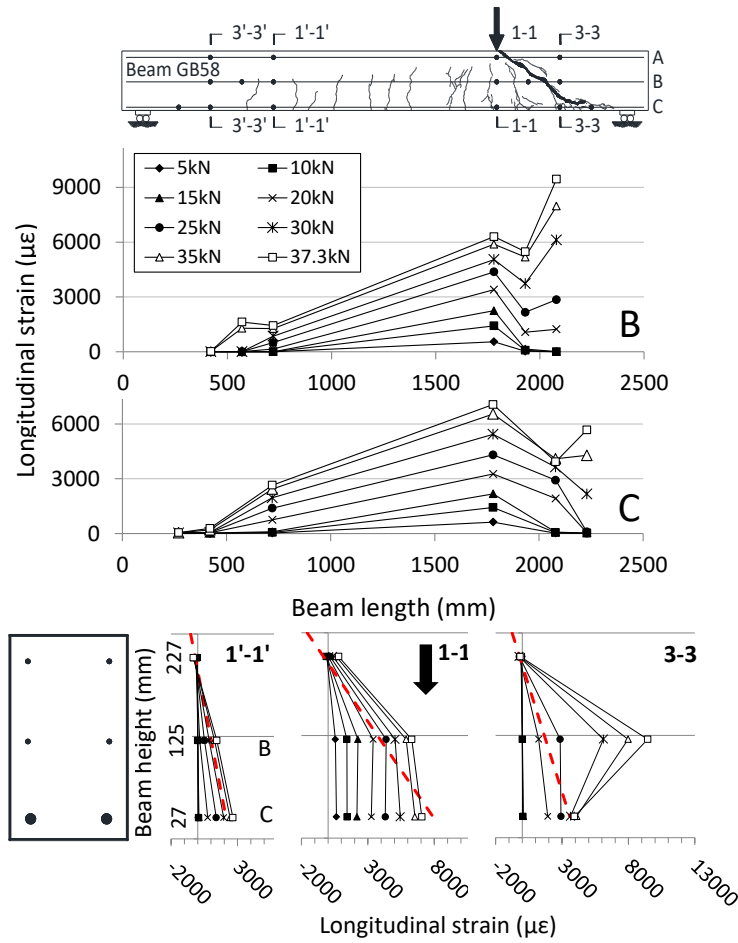 3'-3' 1'-1' 1-1 3-3
A
Beam GB58
B
C
3'-3' 1'-1' 1-1 3-3
5kN 10kN
15kN 20kN
25kN 30kN
35kN 37.3kN
9000
6000
3000
0
B
0 500 1000 1500 2000 2500
6000
3000
0
C
0 500 1000 1500 2000 2500
Longitudinal strain (με)
Beam length (mm)
Beam height (mm)
227
125
27
1'-1'
B
C
1-1
3-3
-2000 3000
-2000 3000 8000
-2000 3000 8000 13000
Longitudinal strain (με)